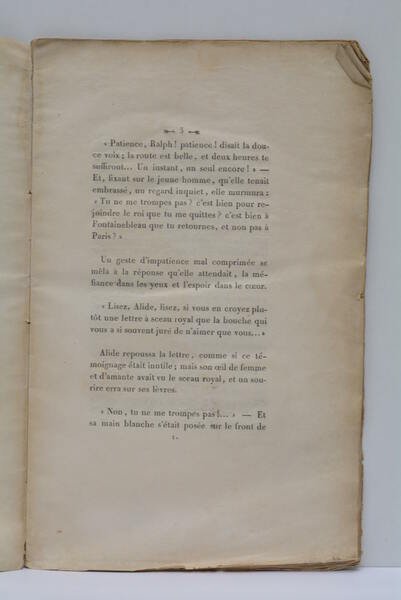 5
« Patience, Ralph! patience! disait la dou-
ce voix; la route est belle, et deux heures te
suffiront... Un instant, un seul encore! » —
Et, fixant sur le jeune homme, qu'elle tenait
embrassé, un regard inquiet, elle murmura:
« Tu ne me trompes pas? c'est bien pour re-
joindre le roi que tu me quittes? c'est bien à
Fontainebleau que tu retournes, et non pas à
Paris? »
Un geste d'impatience mal comprimée se
mêla à la réponse qu'elle attendait, la mé-
fiance dans les yeux et l'espoir dans le cœur.
« Lisez, Alide, lisez, si vous en croyez plu-
tôt une lettre à sceau royal que la bouche qui
vous a si souvent juré de n'aimer que vous...»
Alide repoussa la lettre, comme si ce té-
moignage était inutile; mais son œil de femme
et d'amante avait vu le sceau royal, et un sou-
rire erra sur ses lèvres.
« Non, tu ne me trompes pas!... » — Et
sa main blanche s'était posée sur le front de
1.